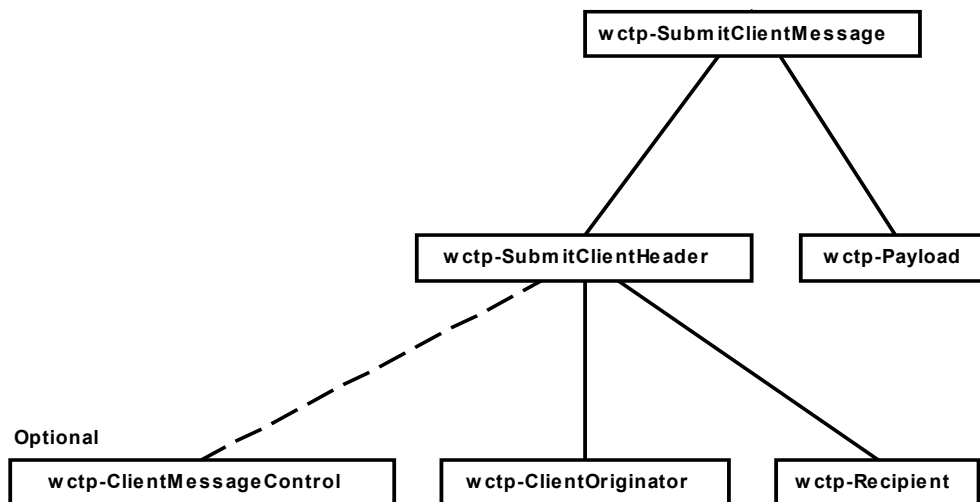 wctp-SubmitClientMessage
wctp-SubmitClientHeader
wctp-Payload
Optional
wctp-ClientMessageControl
wctp-ClientOriginator
wctp-Recipient